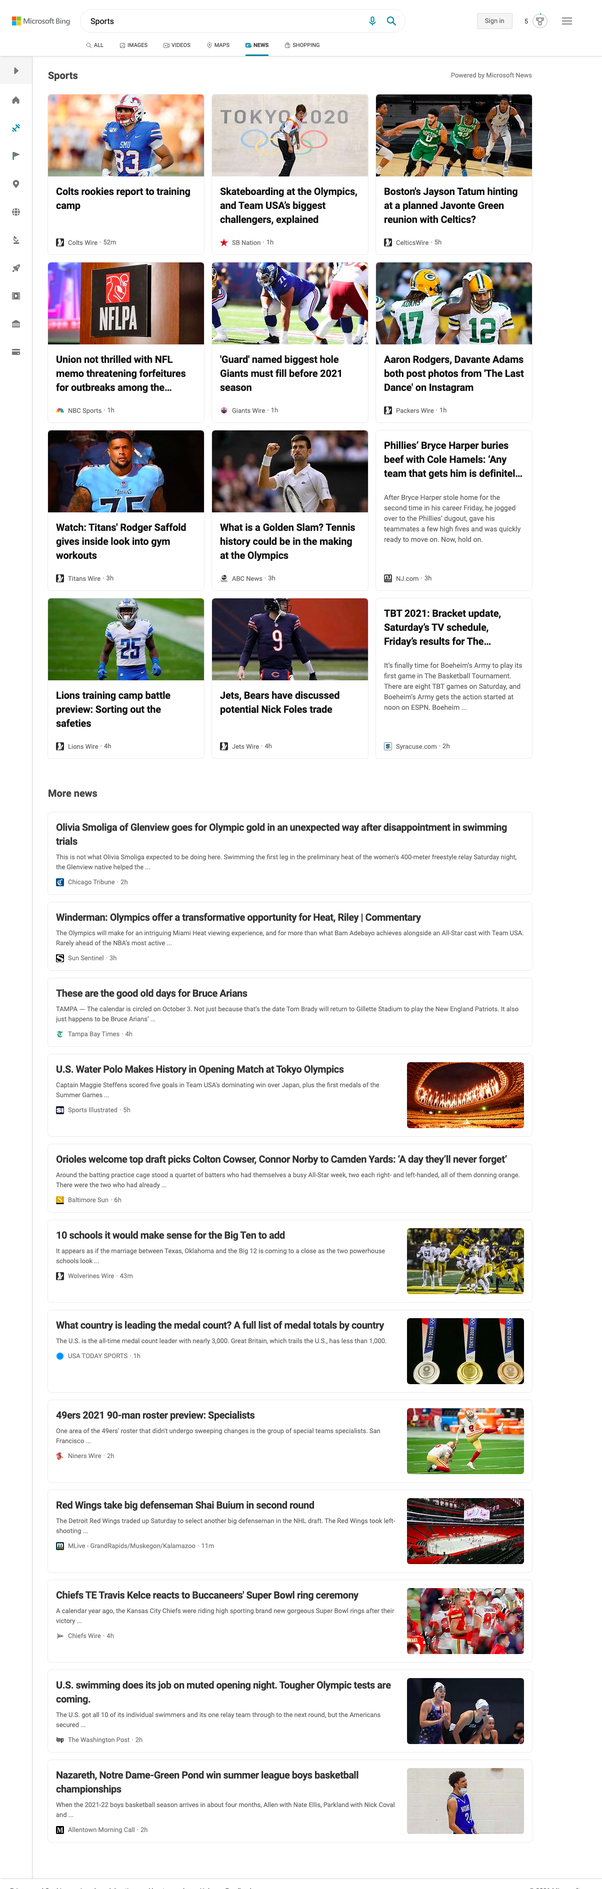 Microsoft Bing
Sports
Sign in
5
ALL
IMAGES
VIDEOS
MAPS
NEWS
SHOPPING
Sports
Powered by Microsoft News
SMU
83
TOKYO 2020
Colts rookies report to training
camp
Colts Wire · 52m
Skateboarding at the Olympics,
and Team USA's biggest
challengers, explained
SB Nation · 1h
Boston's Jayson Tatum hinting
at a planned Javonte Green
reunion with Celtics?
CelticsWire · 5h
NFLPA
17
12
Union not thrilled with NFL
memo threatening forfeitures
for outbreaks among the...
NBC Sports · 1h
'Guard' named biggest hole
Giants must fill before 2021
season
Giants Wire · 1h
Aaron Rodgers, Davante Adams
both post photos from 'The Last
Dance' on Instagram
Packers Wire · 1h
Watch: Titans' Rodger Saffold
gives inside look into gym
workouts
Titans Wire · 3h
What is a Golden Slam? Tennis
history could be in the making
at the Olympics
ABC News · 3h
Phillies' Bryce Harper buries
beef with Cole Hamels: 'Any
team that gets him is definitel...
After Bryce Harper stole home for the
second time in his career Friday, he jogged
over to the Phillies' dugout, gave his
teammates a few high fives and was quickly
ready to move on. Now, hold on.
NJ.com · 3h
25
9
Lions training camp battle
preview: Sorting out the
safeties
Lions Wire · 4h
Jets, Bears have discussed
potential Nick Foles trade
Jets Wire · 4h
TBT 2021: Bracket update,
Saturday's TV schedule,
Friday's results for The...
It's finally time for Boeheim's Army to play its
first game in The Basketball Tournament.
There are eight TBT games on Saturday, and
Boeheim's Army gets the action started at
noon on ESPN. Boeheim ...
Syracuse.com · 2h
More news
Olivia Smoliga of Glenview goes for Olympic gold in an unexpected way after disappointment in swimming
trials
This is not what Olivia Smoliga expected to be doing here. Swimming the first leg in the preliminary heat of the women's 400-meter freestyle relay Saturday night,
the Glenview native helped the ...
Chicago Tribune · 2h
Winderman: Olympics offer a transformative opportunity for Heat, Riley | Commentary
The Olympics will make for an intriguing Miami Heat viewing experience, and for more than what Bam Adebayo achieves alongside an All-Star cast with Team USA.
Rarely ahead of the NBA's most active ...
Sun Sentinel · 3h
These are the good old days for Bruce Arians
TAMPA — The calendar is circled on October 3. Not just because that's the date Tom Brady will return to Gillette Stadium to play the New England Patriots. It also
just happens to be Bruce Arians' ...
Tampa Bay Times · 4h
U.S. Water Polo Makes History in Opening Match at Tokyo Olympics
Captain Maggie Steffens scored five goals in Team USA's dominating win over Japan, plus the first medals of the
Summer Games ...
Sports Illustrated · 5h
Orioles welcome top draft picks Colton Cowser, Connor Norby to Camden Yards: 'A day they'll never forget'
Around the batting practice cage stood a quartet of batters who had themselves a busy All-Star week, two each right- and left-handed, all of them donning orange.
There were the two who had already ...
Baltimore Sun · 6h
10 schools it would make sense for the Big Ten to add
It appears as if the marriage between Texas, Oklahoma and the Big 12 is coming to a close as the two powerhouse
schools look ...
Wolverines Wire · 43m
What country is leading the medal count? A full list of medal totals by country
The U.S. is the all-time medal count leader with nearly 3,000. Great Britain, which trails the U.S., has less than 1,000.
USA TODAY SPORTS · 1h
49ers 2021 90-man roster preview: Specialists
One area of the 49ers' roster that didn't undergo sweeping changes is the group of special teams specialists. San
Francisco ...
Niners Wire · 2h
Red Wings take big defenseman Shai Buium in second round
The Detroit Red Wings traded up Saturday to select another big defenseman in the NHL draft. The Red Wings took left-
shooting ...
MLive - GrandRapids/Muskegon/Kalamazoo · 11m
Chiefs TE Travis Kelce reacts to Buccaneers' Super Bowl ring ceremony
A calendar year ago, the Kansas City Chiefs were riding high sporting brand new gorgeous Super Bowl rings after their
victory ...
Chiefs Wire · 4h
U.S. swimming does its job on muted opening night. Tougher Olympic tests are
coming.
The U.S. got all 10 of its individual swimmers and its one relay team through to the next round, but the Americans
secured ...
The Washington Post · 2h
Nazareth, Notre Dame-Green Pond win summer league boys basketball
championships
When the 2021-22 boys basketball season arrives in about four months, Allen with Nate Ellis, Parkland with Nick Coval
and ...
Allentown Morning Call · 2h